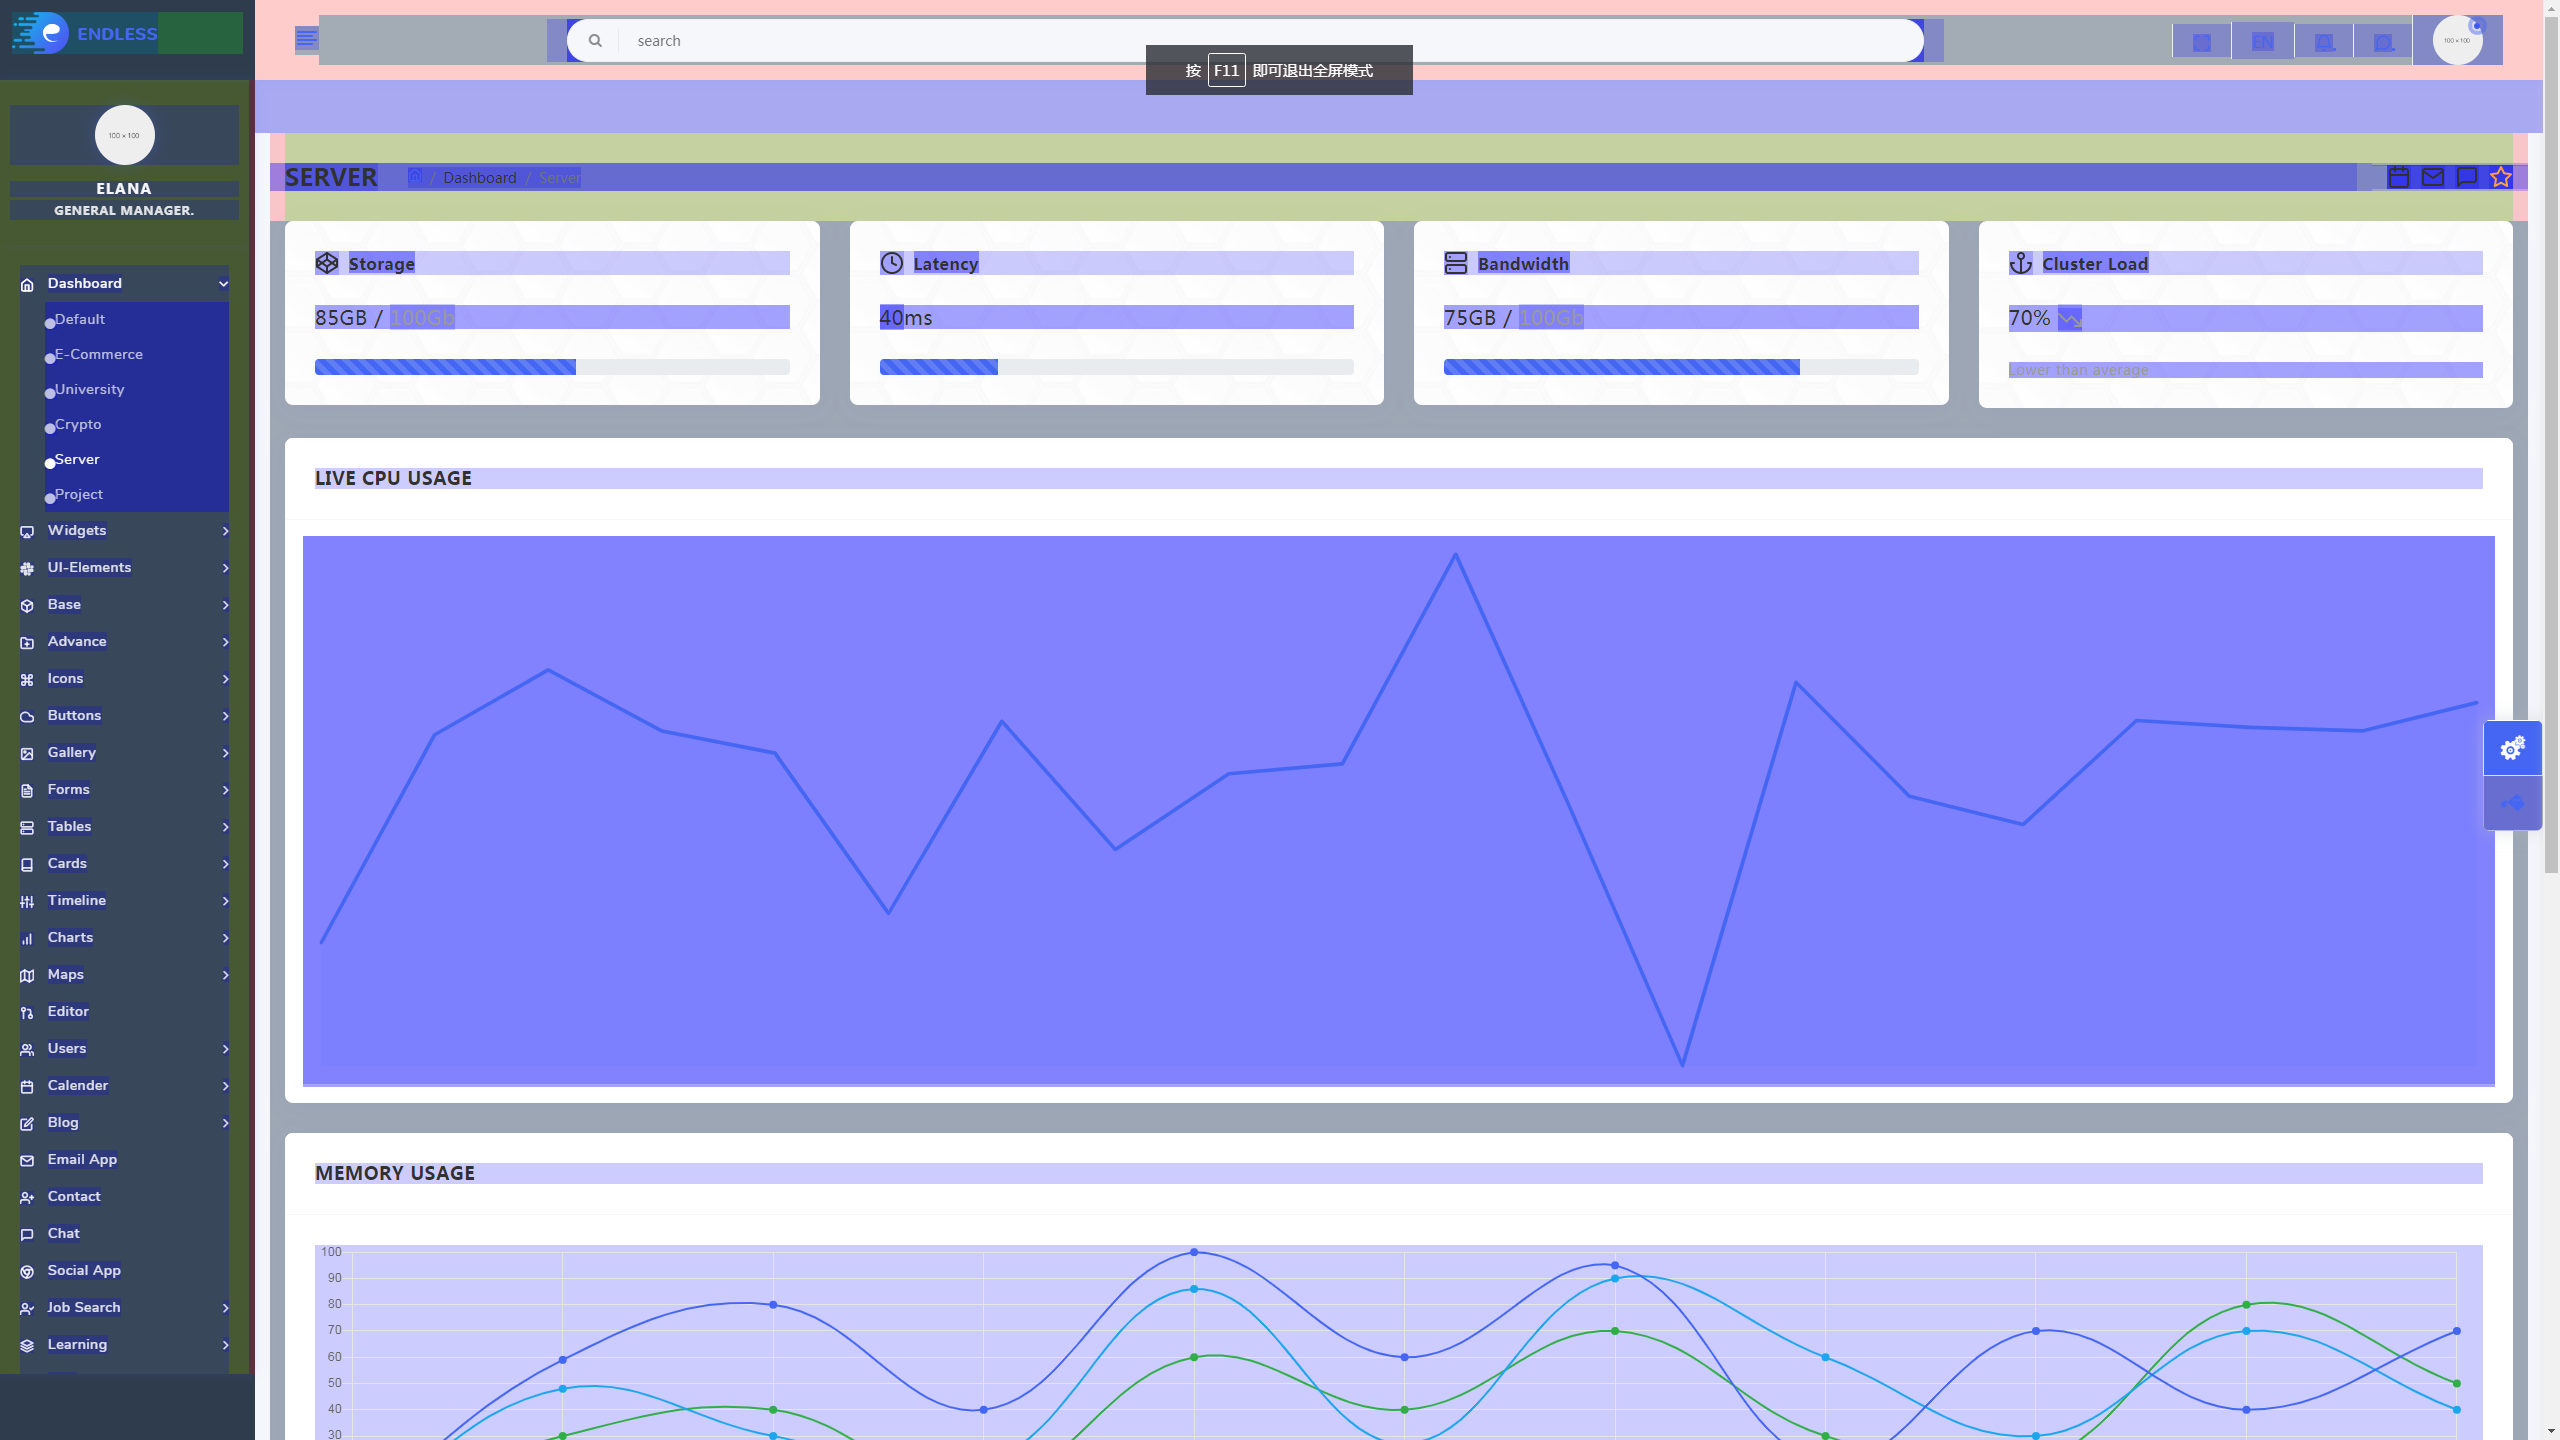 ENDLESS
search
EN
100 × 100
按 F11 即可退出全屏模式
100 × 100
ELANA
GENERAL MANAGER.
Dashboard
Default
E-Commerce
University
Crypto
Server
Project
Widgets
UI-Elements
Base
Advance
Icons
Buttons
Gallery
Forms
Tables
Cards
Timeline
Charts
Maps
Editor
Users
Calender
Blog
Email App
Contact
Chat
Social App
Job Search
Learning
SERVER
/ Dashboard / Server
Storage
85GB / 100Gb
Latency
40ms
Bandwidth
75GB / 100Gb
Cluster Load
70%
Lower than average
LIVE CPU USAGE
MEMORY USAGE
100
90
80
70
60
50
40
30